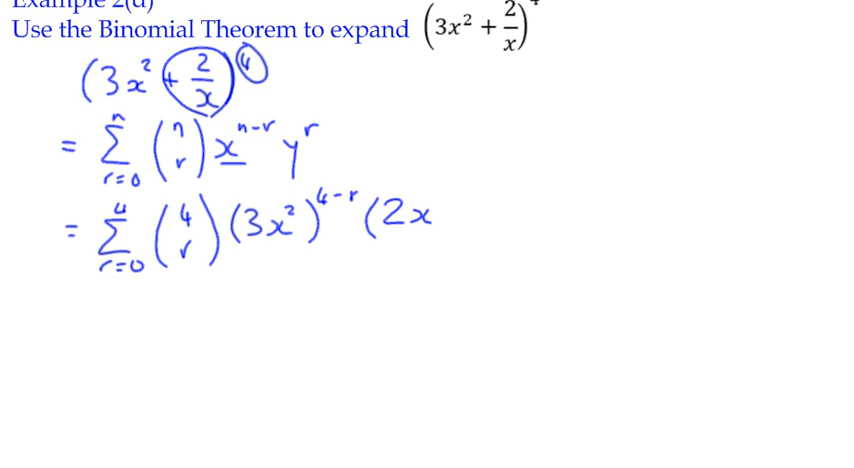 Example 2(d)
Use the Binomial Theorem to expand (3x² + 2/x)⁴
(3x² + 2/x)⁴
= Σ_{r=0}^{n} (n r) x^{n-r} y^r
= Σ_{r=0}^{4} (4 r) (3x²)^{4-r} (2x